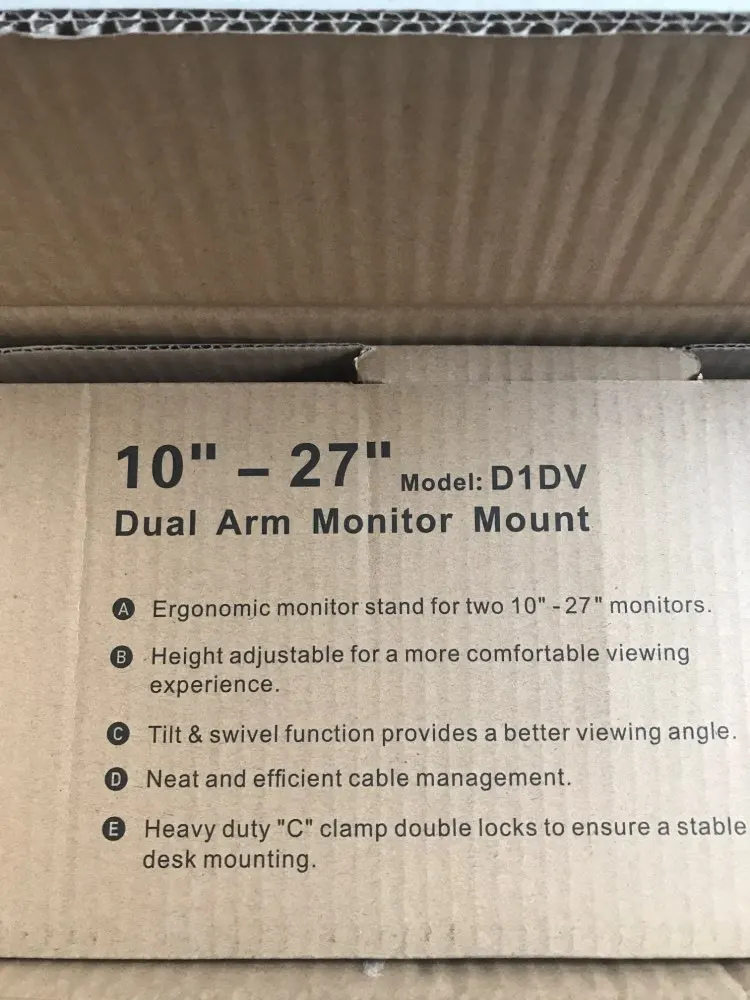 10" – 27" Model: D1DV
Dual Arm Monitor Mount
A Ergonomic monitor stand for two 10" - 27" monitors.
B Height adjustable for a more comfortable viewing
experience.
C Tilt & swivel function provides a better viewing angle.
D Neat and efficient cable management.
E Heavy duty "C" clamp double locks to ensure a stable
desk mounting.